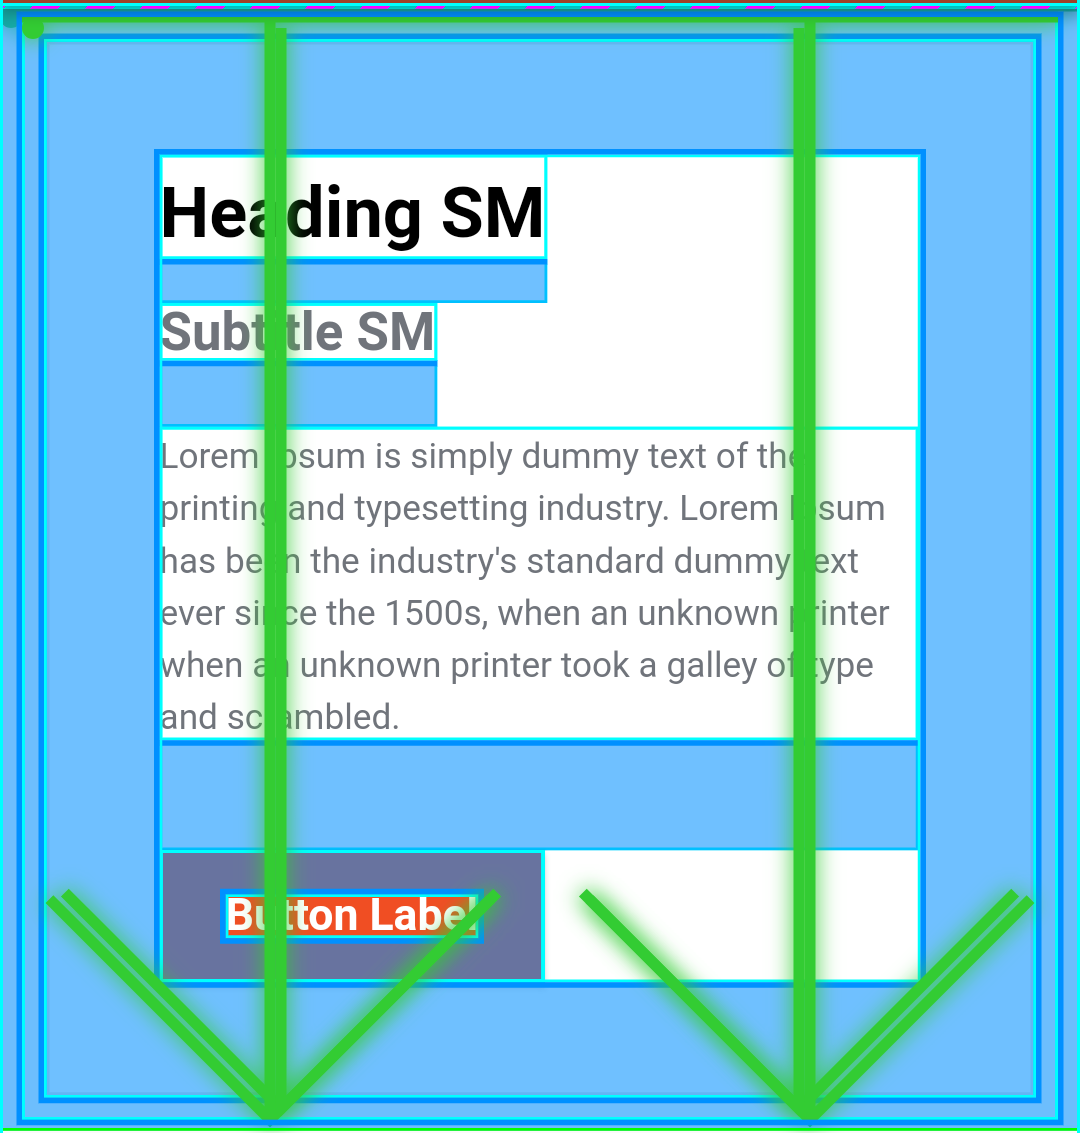 Heading SM
Subtitle SM
Lorem Ipsum is simply dummy text of the
printing and typesetting industry. Lorem Ipsum
has been the industry's standard dummy text
ever since the 1500s, when an unknown printer
when an unknown printer took a galley of type
and scrambled.
Button Label